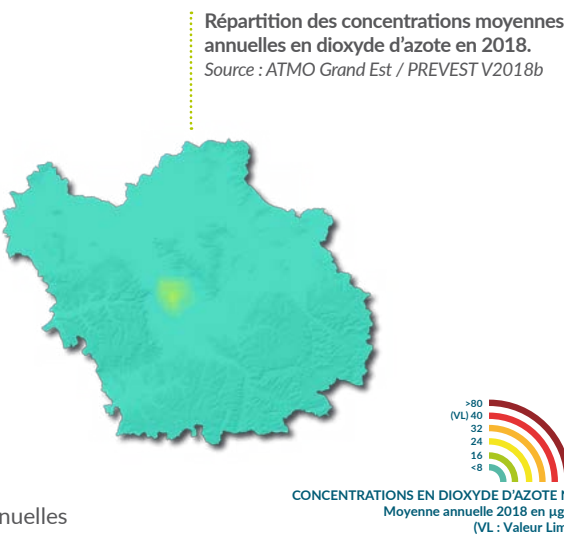 Répartition des concentrations moyennes
annuelles en dioxyde d’azote en 2018.
Source : ATMO Grand Est / PREVEST V2018b
>80
(VL) 40
32
24
16
<8
CONCENTRATIONS EN DIOXYDE D’AZOTE
Moyenne annuelle 2018 en
(VL : Valeur
nuelles